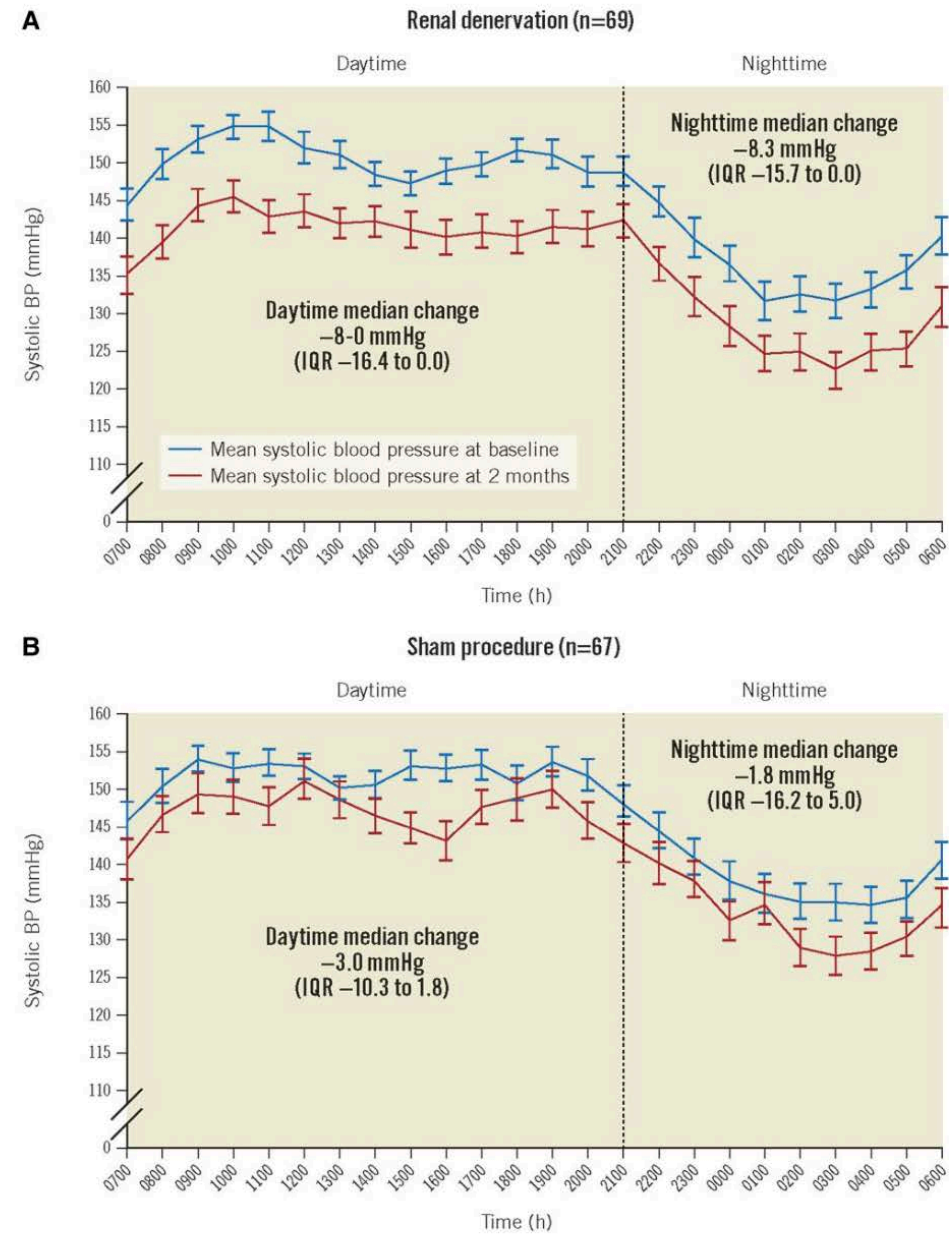 A
Renal denervation (n=69)
Daytime
Nighttime
160
155
150
145
140
135
130
125
120
115
110
0
Systolic BP (mmHg)
Nighttime median change
–8.3 mmHg
(IQR –15.7 to 0.0)
Daytime median change
–8-0 mmHg
(IQR –16.4 to 0.0)
Mean systolic blood pressure at baseline
Mean systolic blood pressure at 2 months
0700 0800 0900 1000 1100 1200 1300 1400 1500 1600 1700 1800 1900 2000 2100 2200 2300 0000 0100 0200 0300 0400 0500 0600
Time (h)
B
Sham procedure (n=67)
Daytime
Nighttime
160
155
150
145
140
135
130
125
120
115
110
0
Systolic BP (mmHg)
Nighttime median change
–1.8 mmHg
(IQR –16.2 to 5.0)
Daytime median change
–3.0 mmHg
(IQR –10.3 to 1.8)
0700 0800 0900 1000 1100 1200 1300 1400 1500 1600 1700 1800 1900 2000 2100 2200 2300 0000 0100 0200 0300 0400 0500 0600
Time (h)